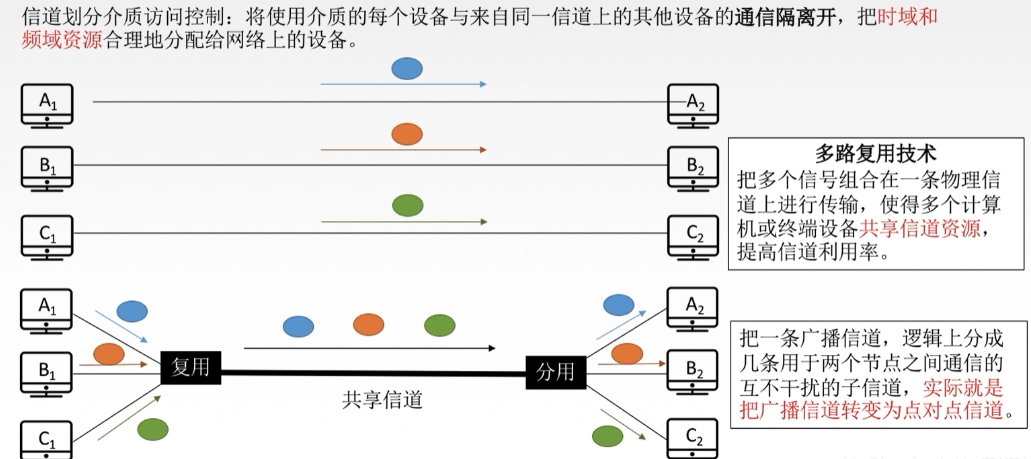 信道划分介质访问控制：将使用介质的每个设备与来自同一信道上的其他设备的通信隔离开，把时域和
频域资源合理地分配给网络上的设备。
A₁
A₂
B₁
B₂
C₁
C₂
多路复用技术
把多个信号组合在一条物理信
道上进行传输，使得多个计算
机或终端设备共享信道资源，
提高信道利用率。
A₁
A₂
B₁
复用
分用
B₂
共享信道
C₁
C₂
把一条广播信道，逻辑上分成
几条用于两个节点之间通信的
互不干扰的子信道，实际就是
把广播信道转变为点对点信道。